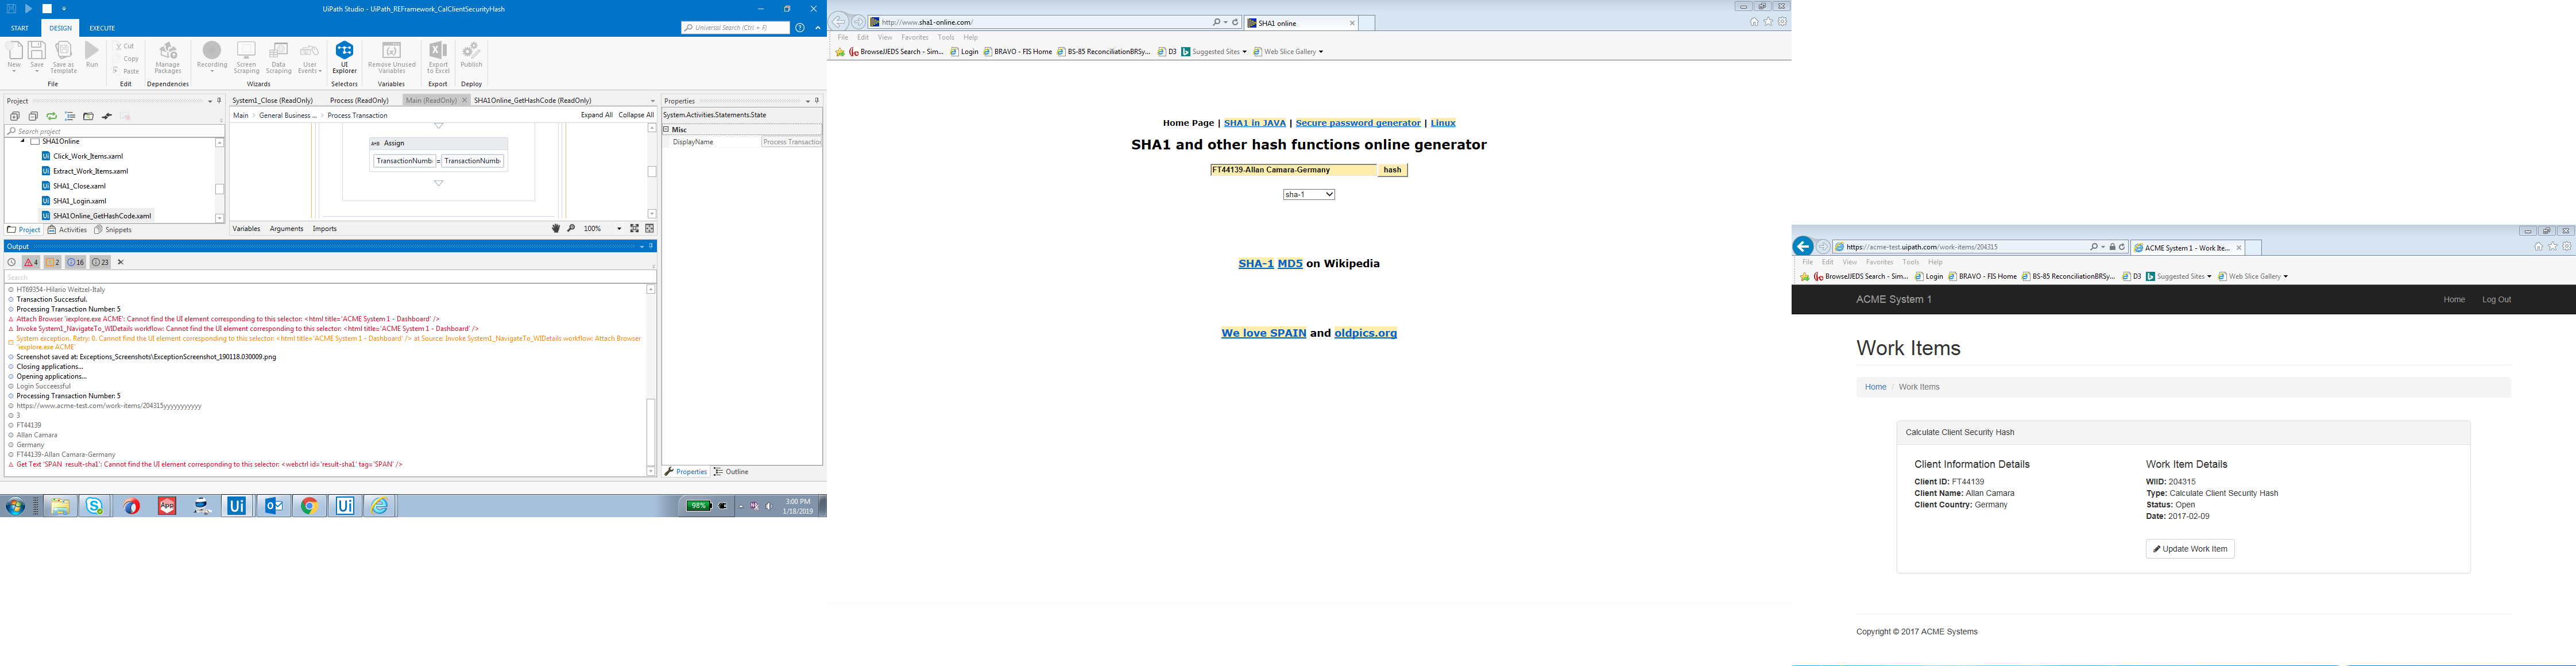 UiPath Studio - UiPath_REFramework_CalClientSecurityHash
START DESIGN EXECUTE
Universal Search (Ctrl + F)
New Save Save as Template Run
Cut
Copy
Paste
Manage Packages
Recording Screen Scraping Data Scraping User Events
UI Explorer
Remove Unused Variables
Export to Excel
Publish
File Edit Dependencies Wizards Selectors Variables Export Deploy
Project
Search project
SHA1Online
Click_Work_Items.xaml
Extract_Work_Items.xaml
SHA1_Close.xaml
SHA1_Login.xaml
SHA1Online_GetHashCode.xaml
Project Activities Snippets
System1_Close (ReadOnly) Process (ReadOnly) Main (ReadOnly) SHA1Online_GetHashCode (ReadOnly)
Main > General Business ... > Process Transaction Expand All Collapse All
A+B Assign
TransactionNumb = TransactionNumb
Variables Arguments Imports 100%
Properties
System.Activities.Statements.State
Misc
DisplayName Process Transaction
Properties Outline
Output
4 2 16 23
Search
HT69354-Hilario Weitzel-Italy
Transaction Successful.
Processing Transaction Number: 5
Attach Browser 'iexplore.exe ACME': Cannot find the UI element corresponding to this selector: <html title='ACME System 1 - Dashboard' />
Invoke System1_NavigateTo_WIDetails workflow: Cannot find the UI element corresponding to this selector: <html title='ACME System 1 - Dashboard' />
System exception. Retry: 0. Cannot find the UI element corresponding to this selector: <html title='ACME System 1 - Dashboard' /> at Source: Invoke System1_NavigateTo_WIDetails workflow: Attach Browser
'iexplore.exe ACME'
Screenshot saved at: Exceptions_Screenshots\ExceptionScreenshot_190118.030009.png
Closing applications...
Opening applications...
Login Succeessful
Processing Transaction Number: 5
https://www.acme-test.com/work-items/204315yyyyyyyyyyy
3
FT44139
Allan Camara
Germany
FT44139-Allan Camara-Germany
Get Text 'SPAN  result-sha1': Cannot find the UI element corresponding to this selector: <webctrl id='result-sha1' tag='SPAN' />
98%
3:00 PM
1/18/2019
http://www.sha1-online.com/
SHA1 online
File Edit View Favorites Tools Help
BrowseJJEDS Search - Sim... Login BRAVO - FIS Home BS-85 ReconciliationBRSy... D3 Suggested Sites Web Slice Gallery
Home Page | SHA1 in JAVA | Secure password generator | Linux
SHA1 and other hash functions online generator
FT44139-Allan Camara-Germany hash
sha-1
SHA-1 MD5 on Wikipedia
We love SPAIN and oldpics.org
https://acme-test.uipath.com/work-items/204315
ACME System 1 - Work Ite...
File Edit View Favorites Tools Help
BrowseJJEDS Search - Sim... Login BRAVO - FIS Home BS-85 ReconciliationBRSy... D3 Suggested Sites Web Slice Gallery
ACME System 1 Home Log Out
Work Items
Home / Work Items
Calculate Client Security Hash
Client Information Details
Client ID: FT44139
Client Name: Allan Camara
Client Country: Germany
Work Item Details
WIID: 204315
Type: Calculate Client Security Hash
Status: Open
Date: 2017-02-09
Update Work Item
Copyright © 2017 ACME Systems